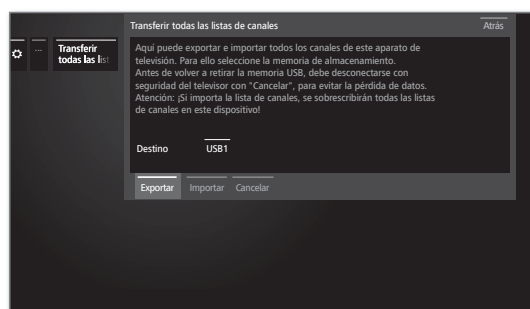 Transferir todas las listas de canales
Atrás
...
Transferir
todas las list
Aquí puede exportar e importar todos los canales de este aparato de
televisión. Para ello seleccione la memoria de almacenamiento.
Antes de volver a retirar la memoria USB, debe desconectarse con
seguridad del televisor con "Cancelar", para evitar la pérdida de datos.
Atención: ¡Si importa la lista de canales, se sobrescribirán todas las listas
de canales en este dispositivo!
Destino USB1
Exportar Importar Cancelar